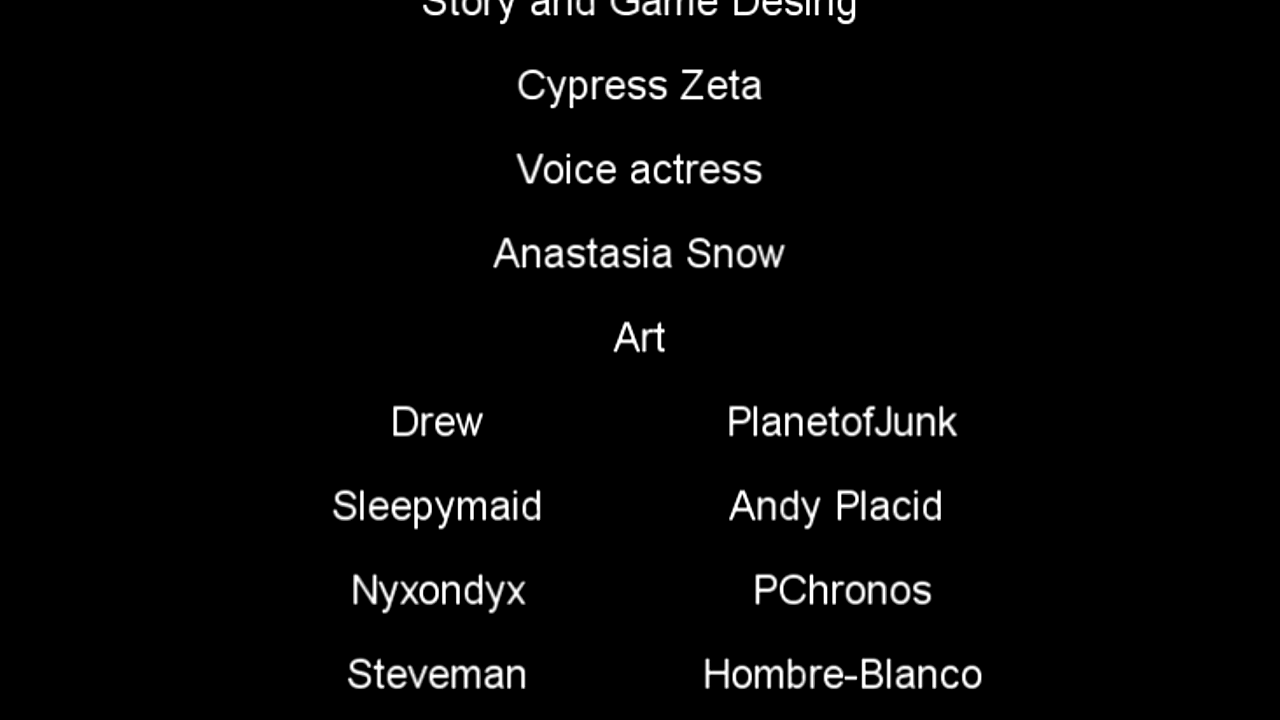 Story and Game Desing
Cypress Zeta
Voice actress
Anastasia Snow
Art
Drew PlanetofJunk
Sleepymaid Andy Placid
Nyxondyx PChronos
Steveman Hombre-Blanco